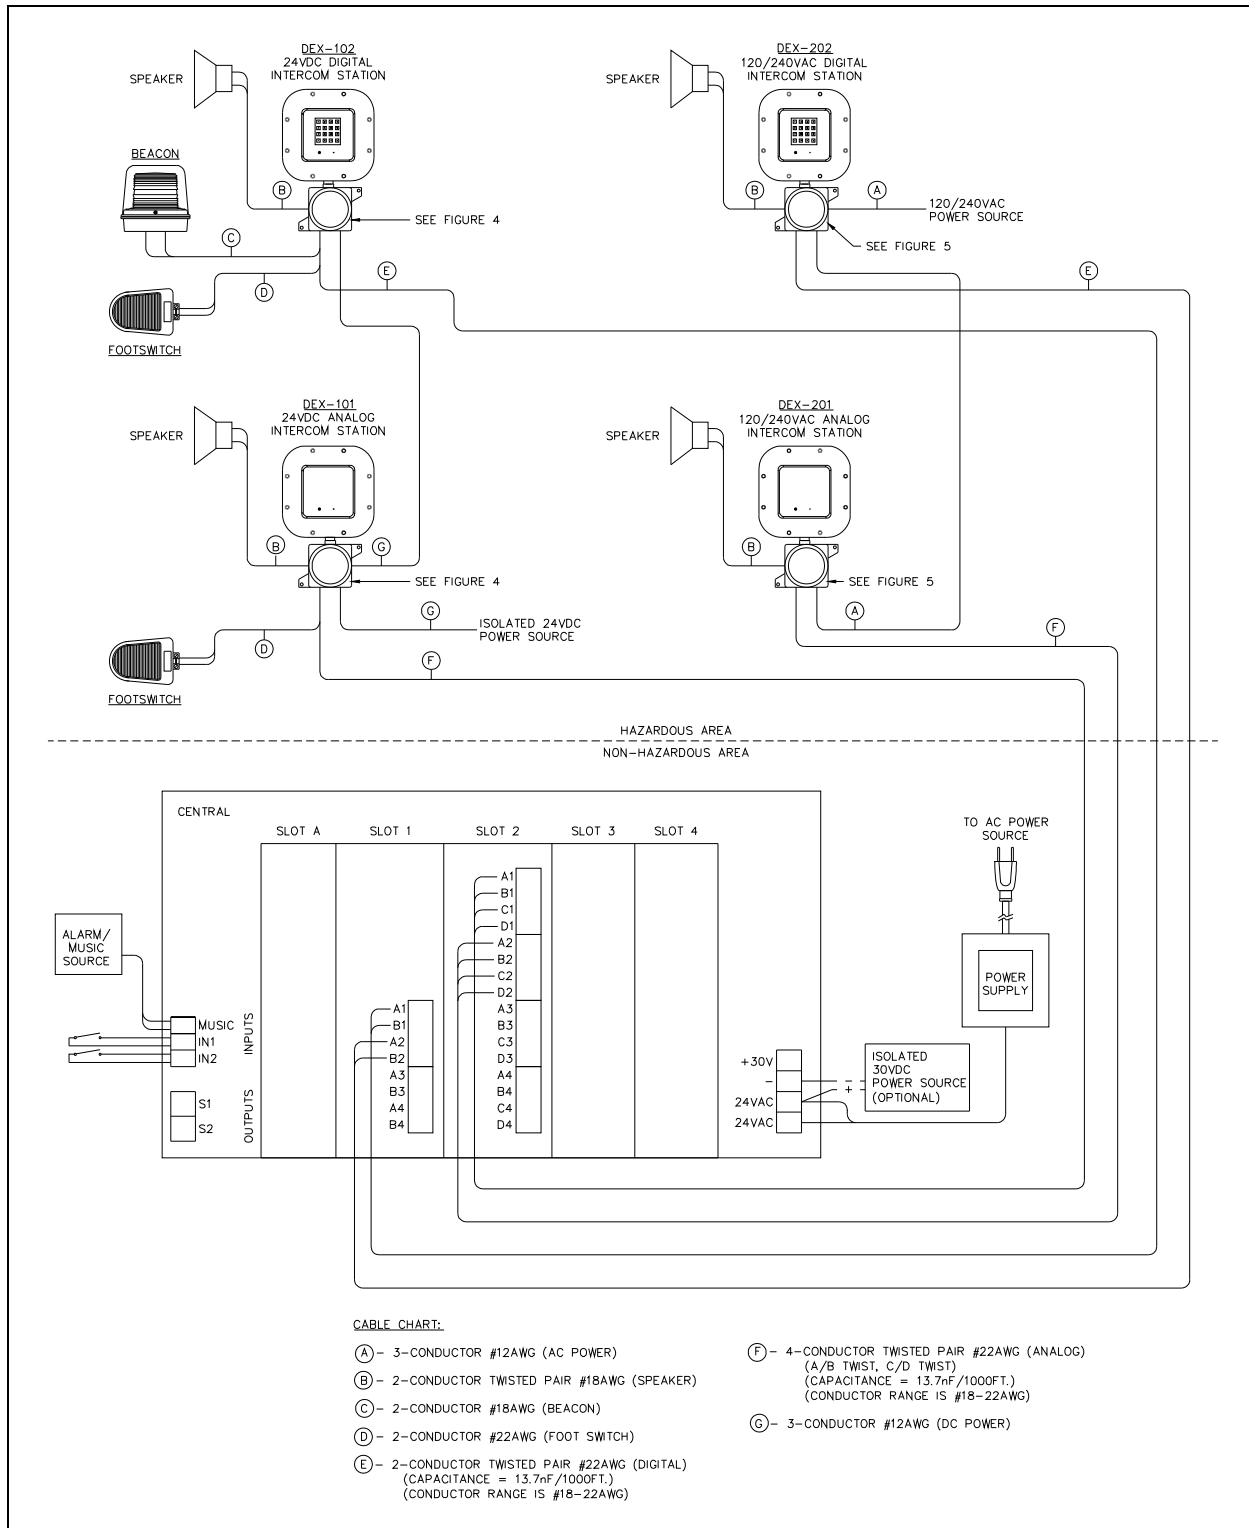 DEX-102
24VDC DIGITAL
INTERCOM STATION
SPEAKER
BEACON
B
C
D
E
SEE FIGURE 4
FOOTSWITCH
DEX-202
120/240VAC DIGITAL
INTERCOM STATION
SPEAKER
B
A
120/240VAC
POWER SOURCE
SEE FIGURE 5
E
DEX-101
24VDC ANALOG
INTERCOM STATION
SPEAKER
B
G
SEE FIGURE 4
G
ISOLATED 24VDC
POWER SOURCE
D
F
FOOTSWITCH
DEX-201
120/240VAC ANALOG
INTERCOM STATION
SPEAKER
B
SEE FIGURE 5
A
F
HAZARDOUS AREA
NON-HAZARDOUS AREA
CENTRAL
SLOT A
SLOT 1
SLOT 2
SLOT 3
SLOT 4
ALARM/
MUSIC
SOURCE
MUSIC
IN1
IN2
INPUTS
S1
S2
OUTPUTS
A1
B1
A2
B2
A3
B3
A4
B4
A1
B1
C1
D1
A2
B2
C2
D2
A3
B3
C3
D3
A4
B4
C4
D4
+30V
-
24VAC
24VAC
- -
- + -
ISOLATED
30VDC
POWER SOURCE
(OPTIONAL)
TO AC POWER
SOURCE
POWER
SUPPLY
CABLE CHART:
A - 3-CONDUCTOR #12AWG (AC POWER)
B - 2-CONDUCTOR TWISTED PAIR #18AWG (SPEAKER)
C - 2-CONDUCTOR #18AWG (BEACON)
D - 2-CONDUCTOR #22AWG (FOOT SWITCH)
E - 2-CONDUCTOR TWISTED PAIR #22AWG (DIGITAL)
(CAPACITANCE = 13.7nF/1000FT.)
(CONDUCTOR RANGE IS #18-22AWG)
F - 4-CONDUCTOR TWISTED PAIR #22AWG (ANALOG)
(A/B TWIST, C/D TWIST)
(CAPACITANCE = 13.7nF/1000FT.)
(CONDUCTOR RANGE IS #18-22AWG)
G - 3-CONDUCTOR #12AWG (DC POWER)